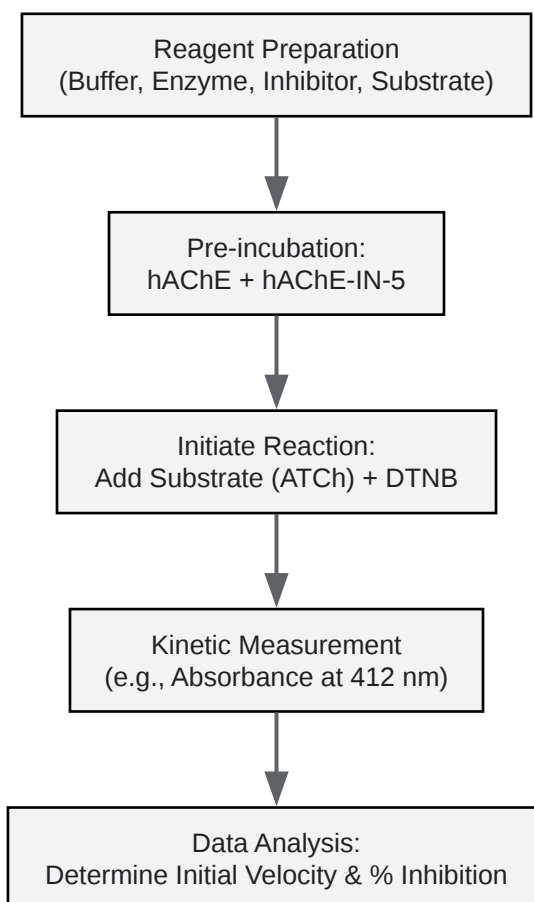 Reagent Preparation
(Buffer, Enzyme, Inhibitor, Substrate)
Pre-incubation:
hAChE + hAChE-IN-5
Initiate Reaction:
Add Substrate (ATCh) + DTNB
Kinetic Measurement
(e.g., Absorbance at 412 nm)
Data Analysis:
Determine Initial Velocity & % Inhibition